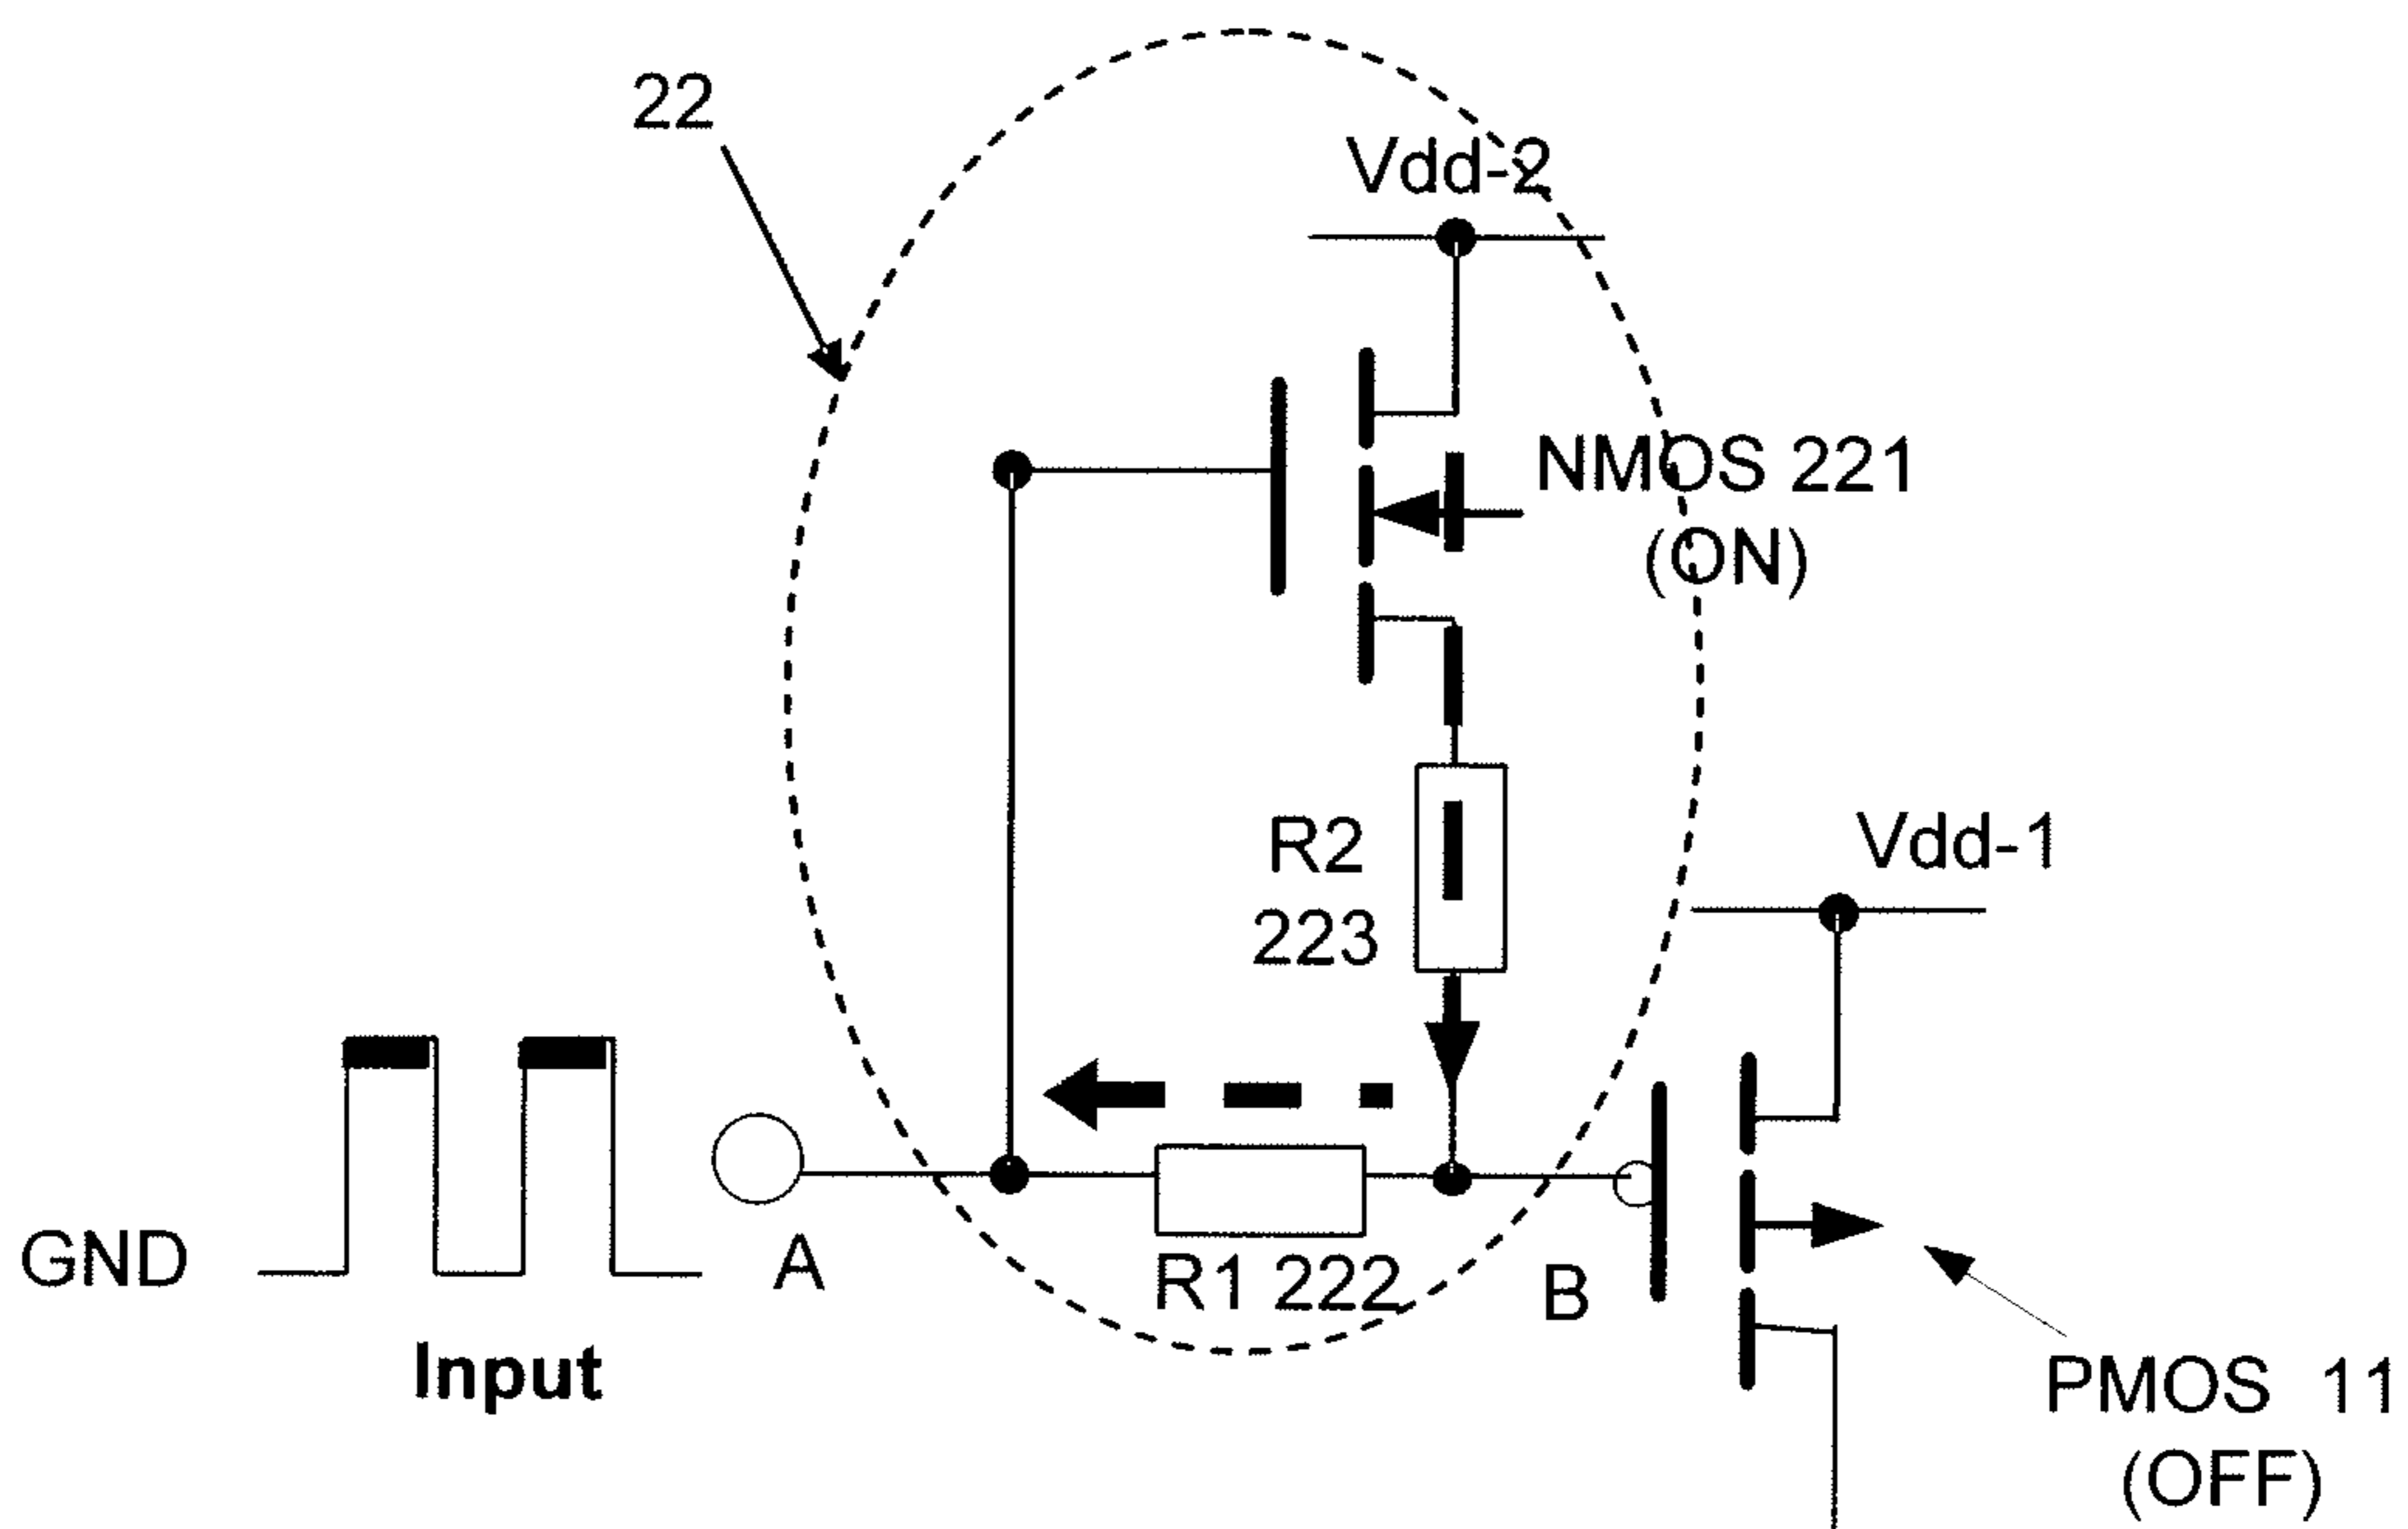 22
Vdd-2
NMOS 221
(ON)
R2
223
Vdd-1
GND
A
R1 222
B
Input
PMOS 11
(OFF)